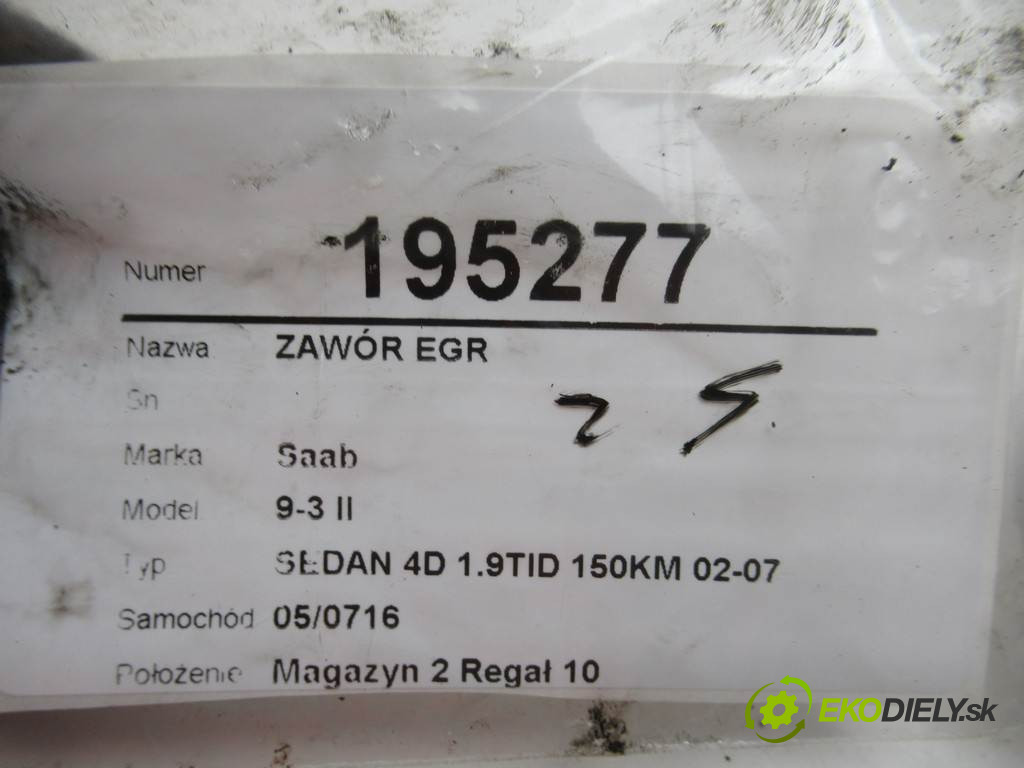 Numer 195277
Nazwa ZAWÓR EGR
Sn
25
Marka Saab
Model 9-3 II
Typ SEDAN 4D 1.9TID 150KM 02-07
Samochód 05/0716
Położenie Magazyn 2 Regał 10
EKODIELY.sk